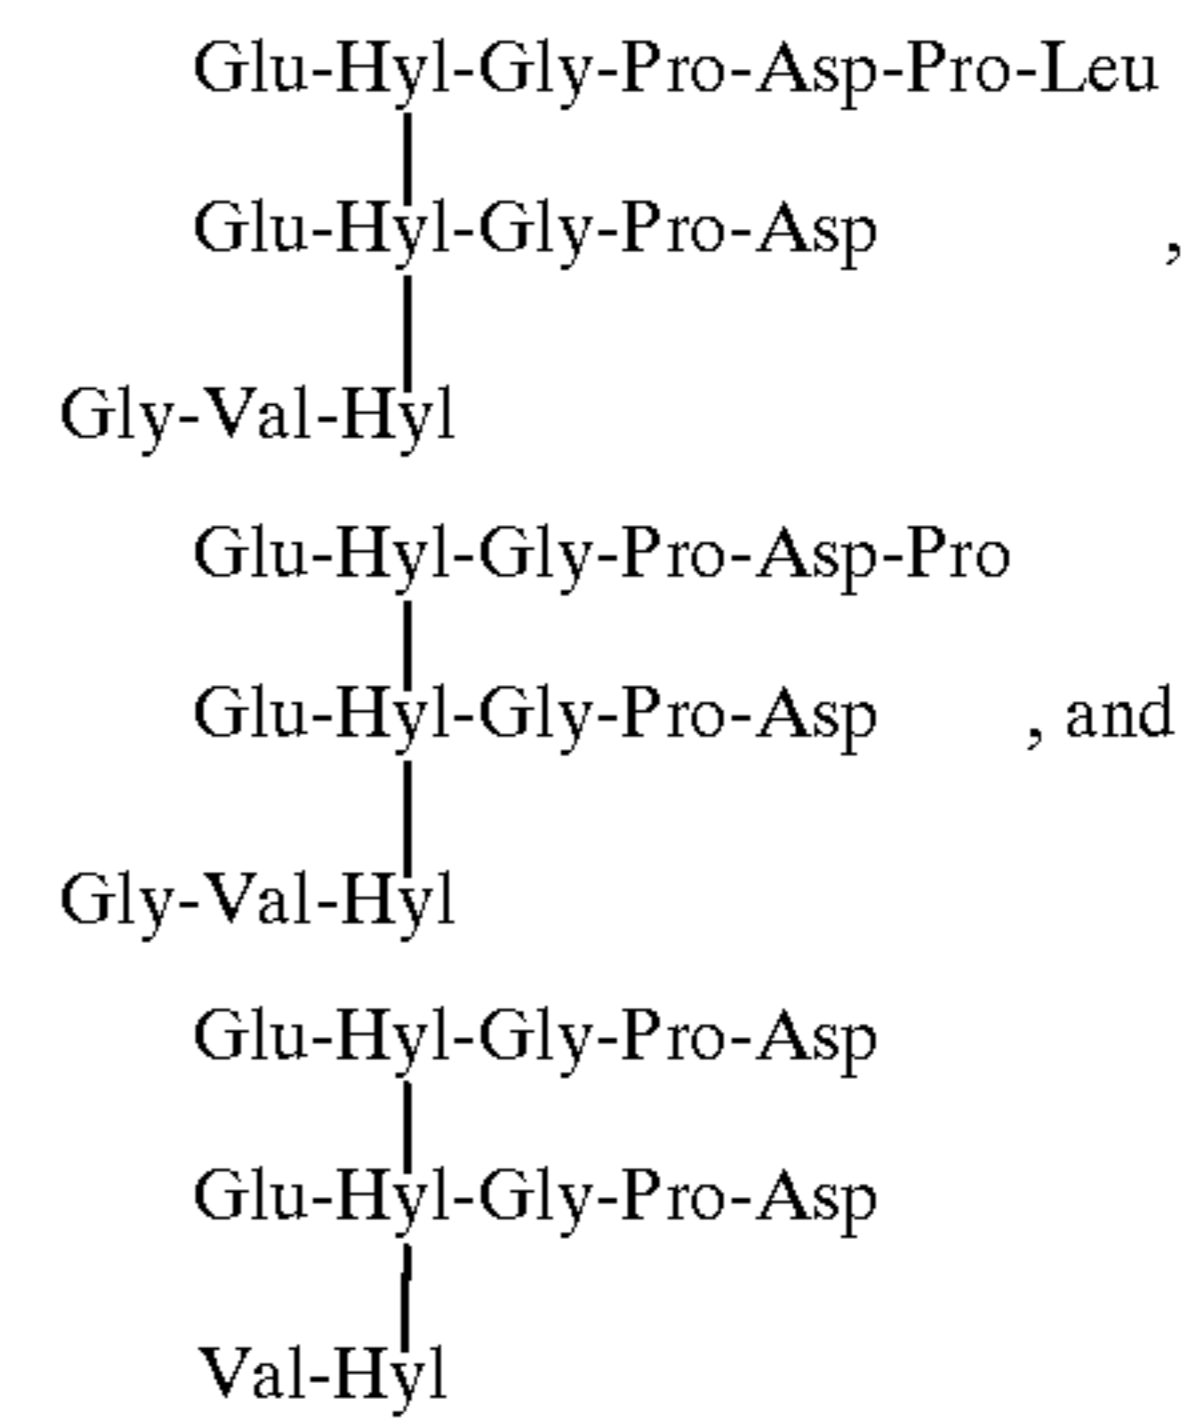 Glu-Hyl-Gly-Pro-Asp-Pro-Leu
Glu-Hyl-Gly-Pro-Asp ,
Gly-Val-Hyl
Glu-Hyl-Gly-Pro-Asp-Pro
Glu-Hyl-Gly-Pro-Asp , and
Gly-Val-Hyl
Glu-Hyl-Gly-Pro-Asp
Glu-Hyl-Gly-Pro-Asp
Val-Hyl